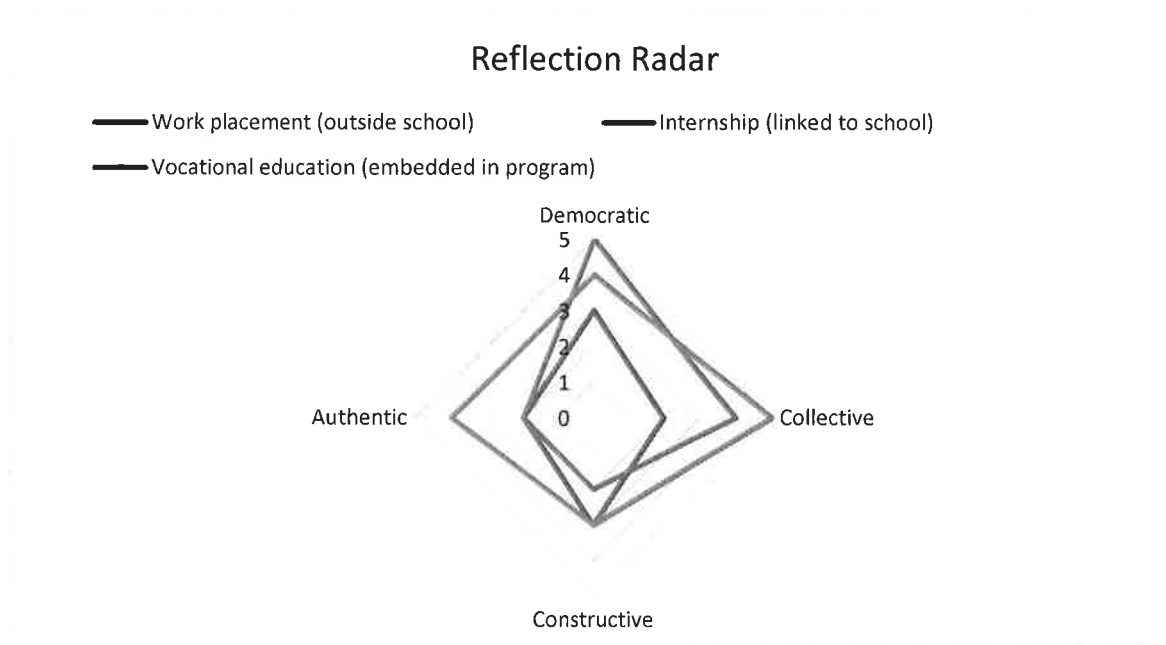 Reflection Radar
Work placement (outside school) Internship (linked to school)
Vocational education (embedded in program)
Democratic
5
4
3
2
1
Authentic 0 Collective
Constructive